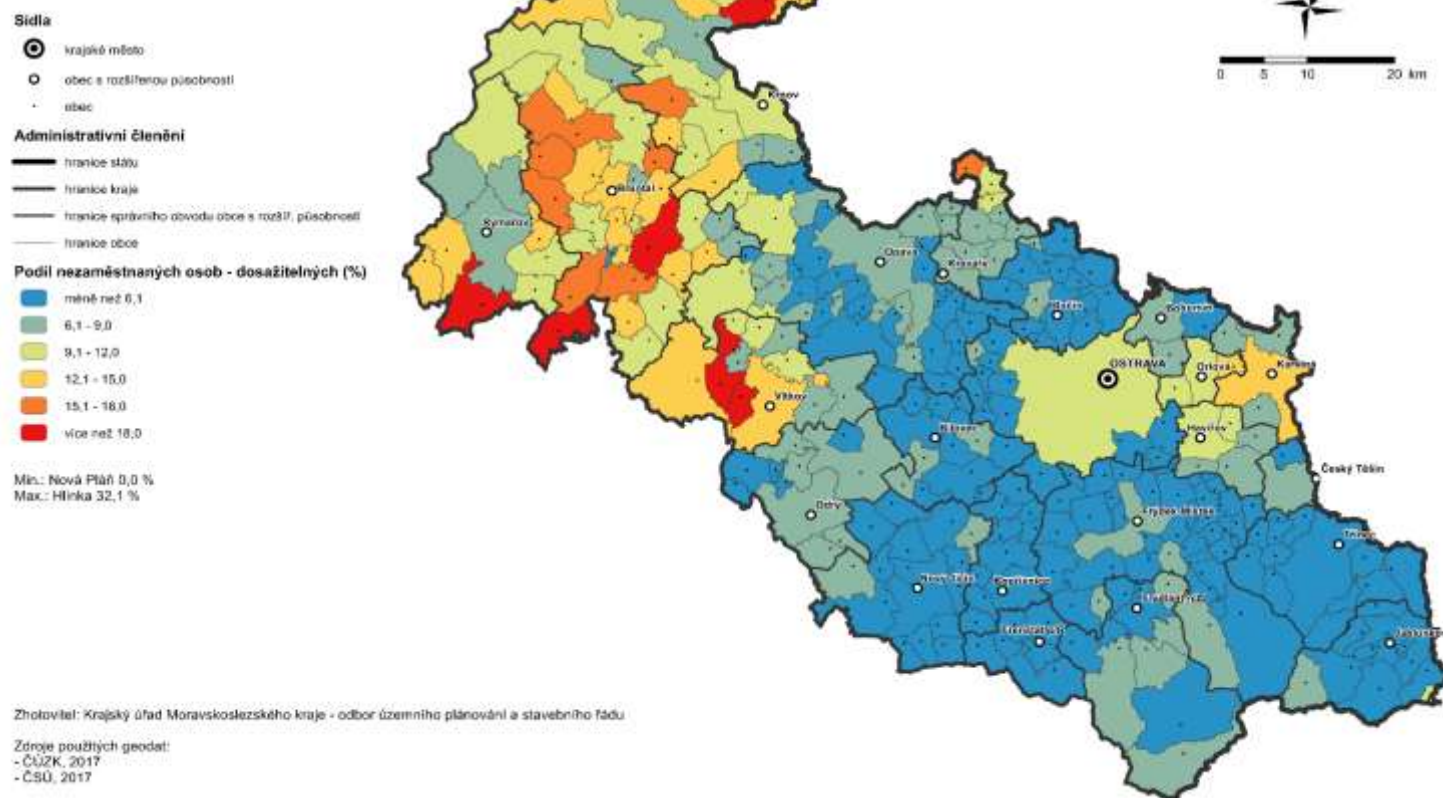 Sídla
krajské město
obec s rozšířenou působností
obec
Administrativní členění
hranice státu
hranice kraje
hranice správního obvodu obce s rozšíř. působností
hranice obce
Podíl nezaměstnaných osob - dosažitelných (%)
méně než 6,1
6,1 - 9,0
9,1 - 12,0
12,1 - 15,0
15,1 - 18,0
více než 18,0
Min.: Nová Pláň 0,0 %
Max.: Hlinka 32,1 %
0 5 10 20 km
Krnov
Bruntál
Rýmařov
Opava
Kravaře
Hlučín
Bohumín
OSTRAVA
Orlová
Karviná
Vítkov
Havířov
Bílovec
Český Těšín
Odry
Frýdek-Místek
Třinec
Nový Jičín
Kopřivnice
Zhotovitel: Krajský úřad Moravskoslezského kraje - odbor územního plánování a stavebního řádu
Zdroje použitých geodat:
- ČÚZK, 2017
- ČSÚ, 2017